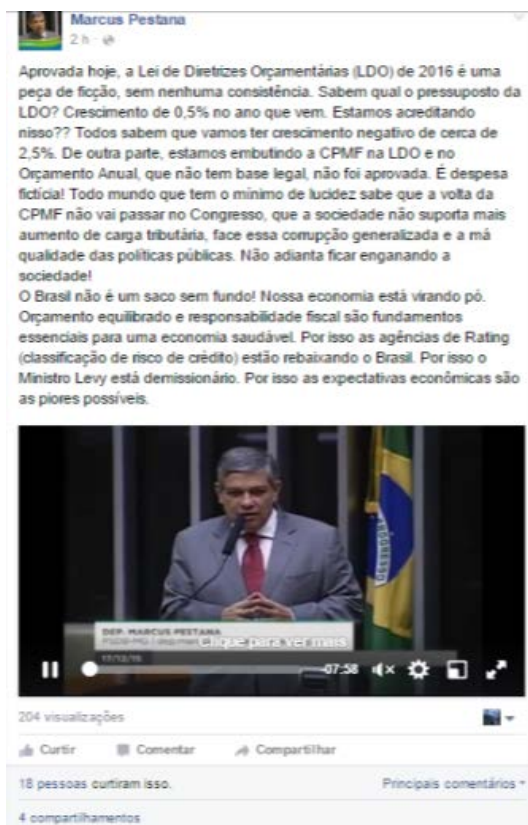 Marcus Pestana
2 h ·
Aprovada hoje, a Lei de Diretrizes Orçamentárias (LDO) de 2016 é uma
peça de ficção, sem nenhuma consistência. Sabem qual o pressuposto da
LDO? Crescimento de 0,5% no ano que vem. Estamos acreditando
nisso?? Todos sabem que vamos ter crescimento negativo de cerca de
2,5%. De outra parte, estamos embutindo a CPMF na LDO e no
Orçamento Anual, que não tem base legal, não foi aprovada. É despesa
fictícia! Todo mundo que tem o mínimo de lucidez sabe que a volta da
CPMF não vai passar no Congresso, que a sociedade não suporta mais
aumento de carga tributária, face essa corrupção generalizada e a má
qualidade das políticas públicas. Não adianta ficar enganando a
sociedade!
O Brasil não é um saco sem fundo! Nossa economia está virando pó.
Orçamento equilibrado e responsabilidade fiscal são fundamentos
essenciais para uma economia saudável. Por isso as agências de Rating
(classificação de risco de crédito) estão rebaixando o Brasil. Por isso o
Ministro Levy está demissionário. Por isso as expectativas econômicas são
as piores possíveis.
DEP. MARCUS PESTANA
Clique para ver mais
17/12/15
-07:58
204 visualizações
Curtir Comentar Compartilhar
18 pessoas curtiram isso. Principais comentários
4 compartilhamentos